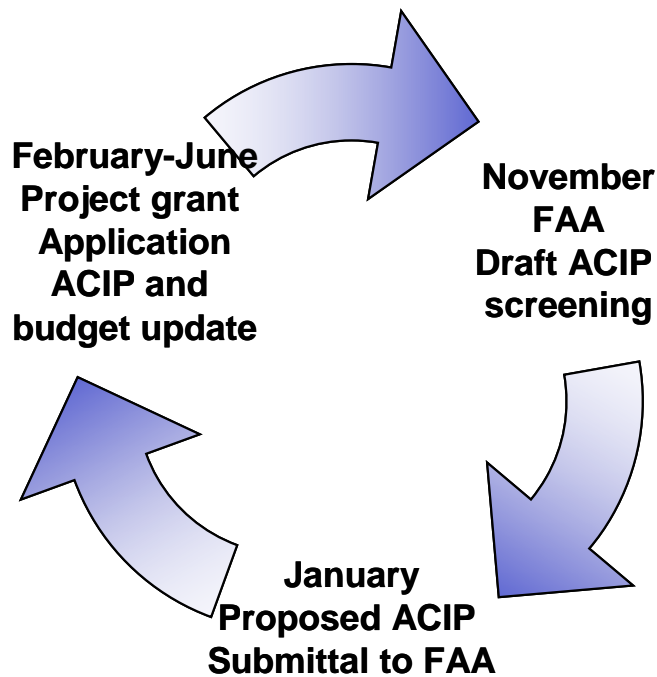 February-June
Project grant
Application
ACIP and
budget update
November
FAA
Draft ACIP
screening
January
Proposed ACIP
Submittal to FAA